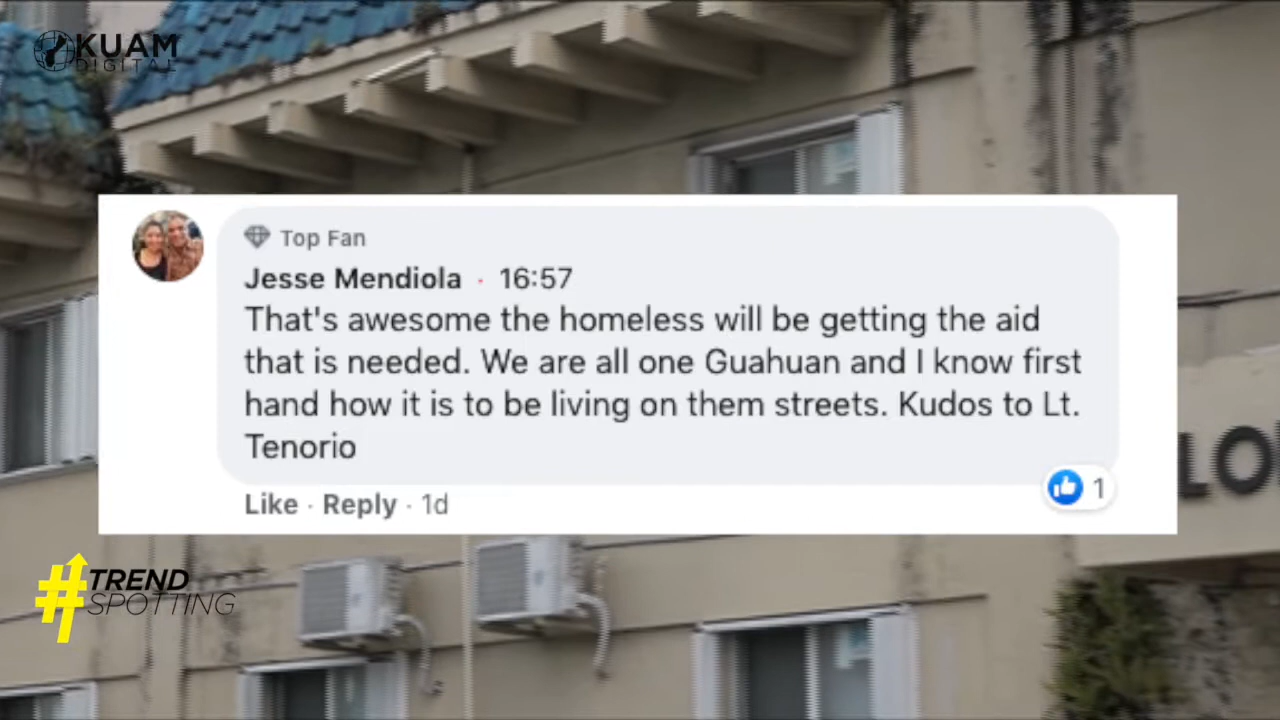 KUAM
DIGITAL
Top Fan
Jesse Mendiola · 16:57
That's awesome the homeless will be getting the aid
that is needed. We are all one Guahuan and I know first
hand how it is to be living on them streets. Kudos to Lt.
Tenorio
1
Like · Reply · 1d
LO
#TREND
SPOTTING